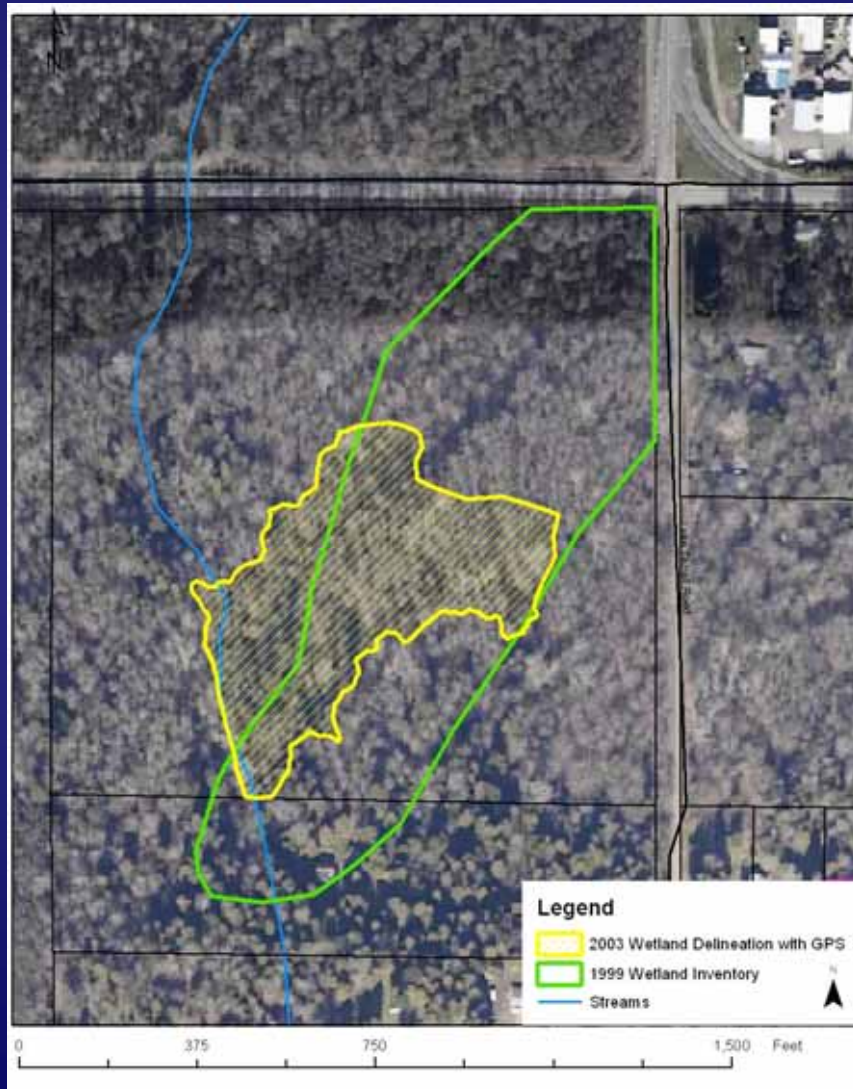 Legend
2003 Wetland Delineation with GPS
1999 Wetland Inventory
Streams
N
0 375 750 1,500 Feet